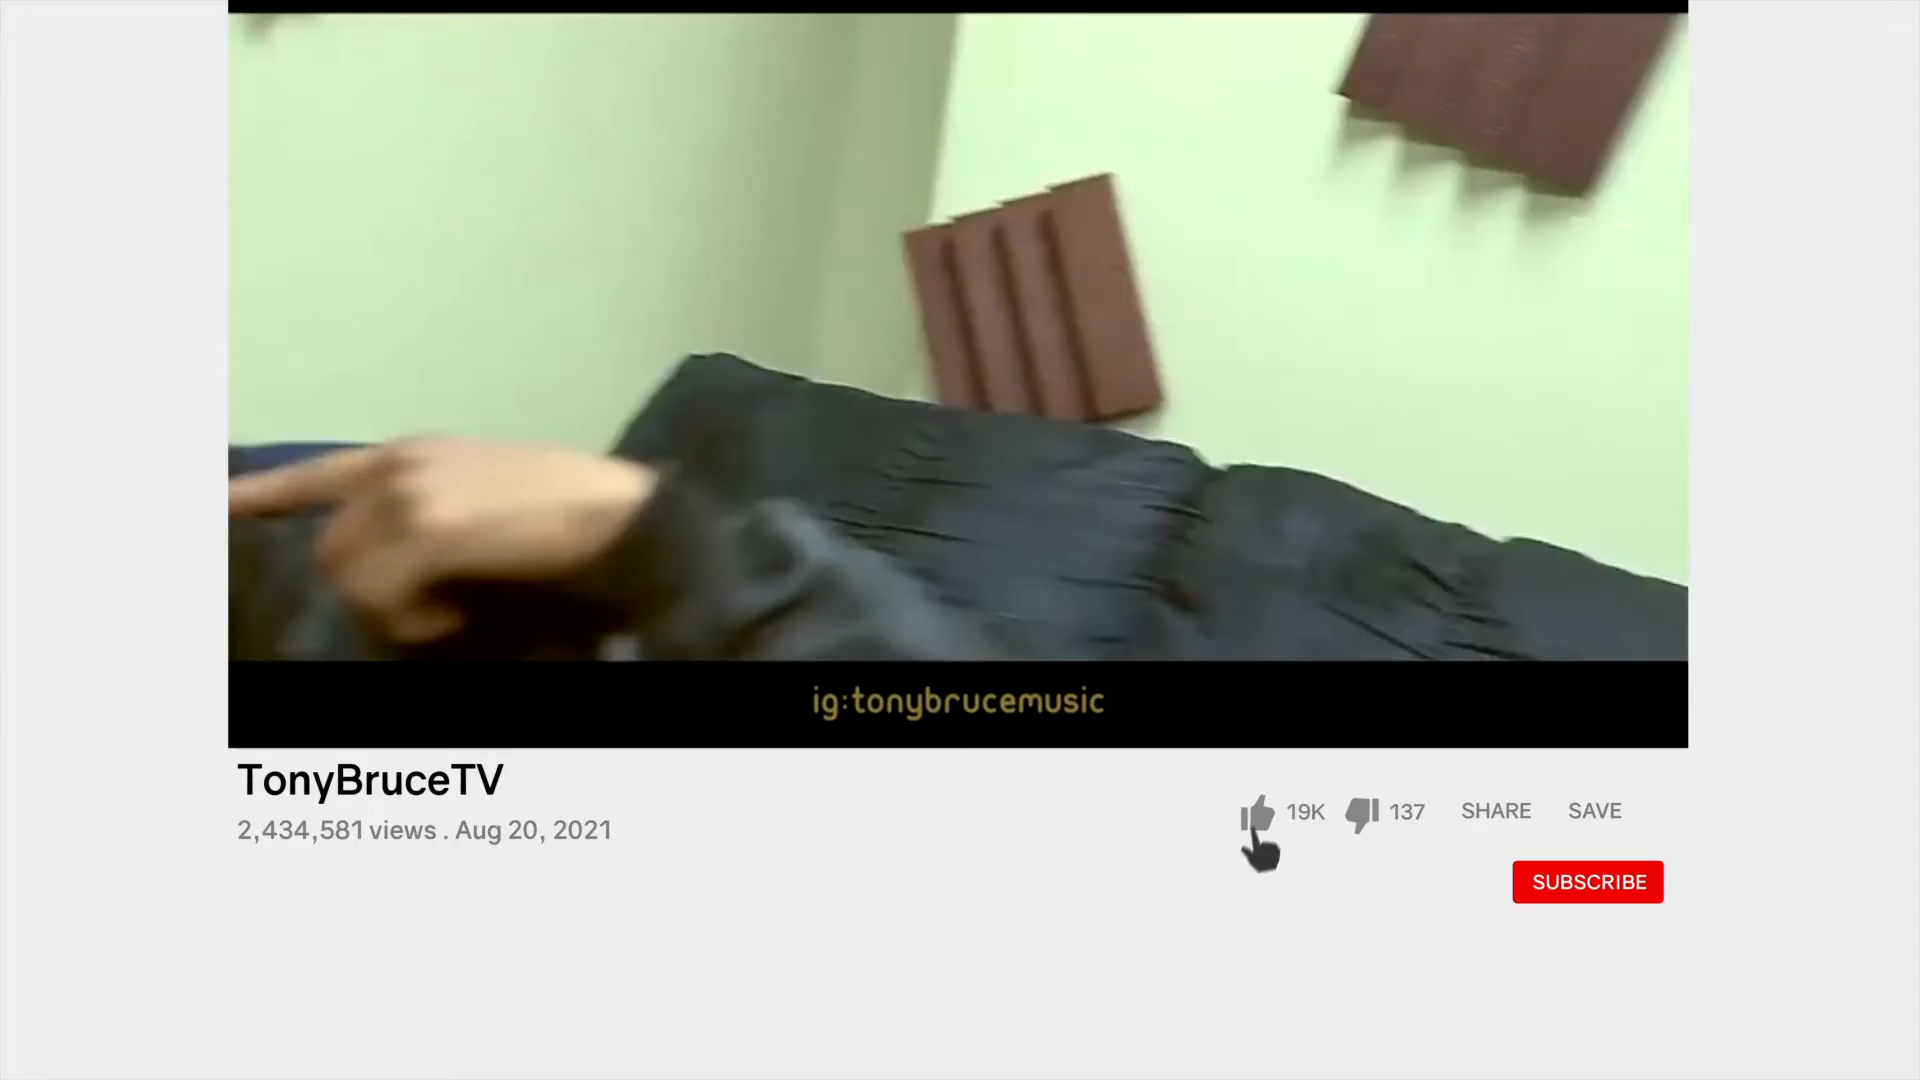 ig:tonybrucemusic
TonyBruceTV
2,434,581 views . Aug 20, 2021
19K 137 SHARE SAVE
SUBSCRIBE